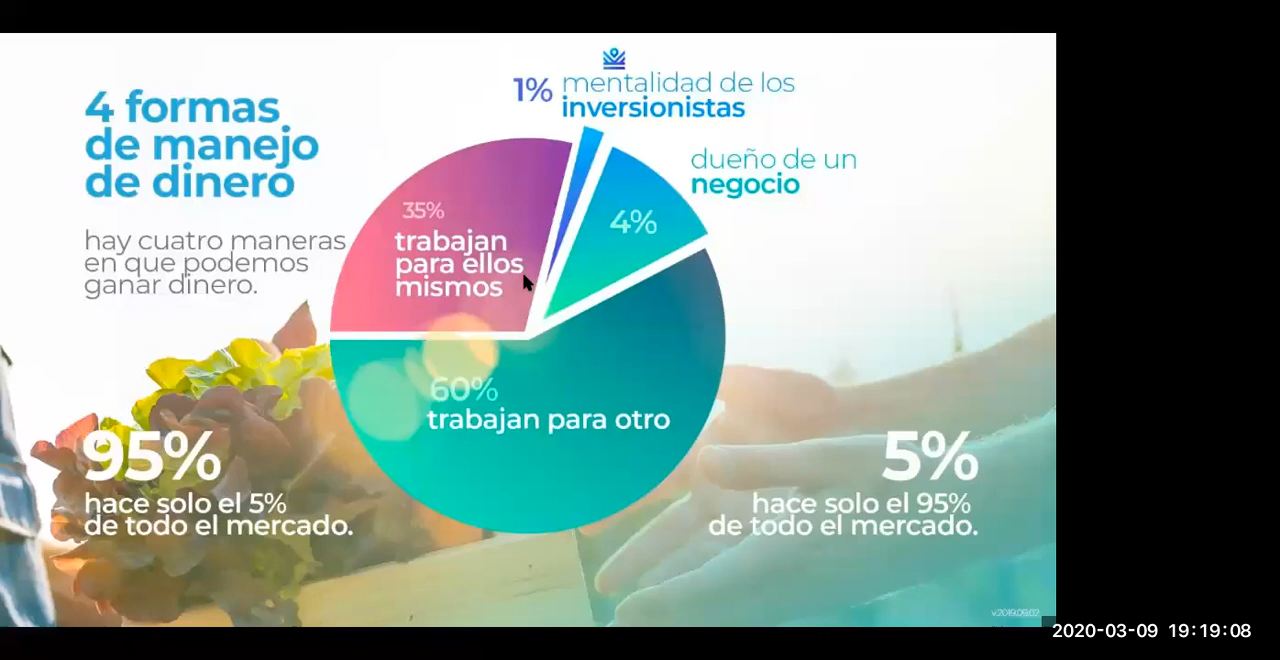 4 formas
de manejo
de dinero
hay cuatro maneras
en que podemos
ganar dinero.
1% mentalidad de los
inversionistas
dueño de un
negocio
4%
35%
trabajan
para ellos
mismos
60%
trabajan para otro
95%
hace solo el 5%
de todo el mercado.
5%
hace solo el 95%
de todo el mercado.
v.2019.09.02
2020-03-09 19:19:08